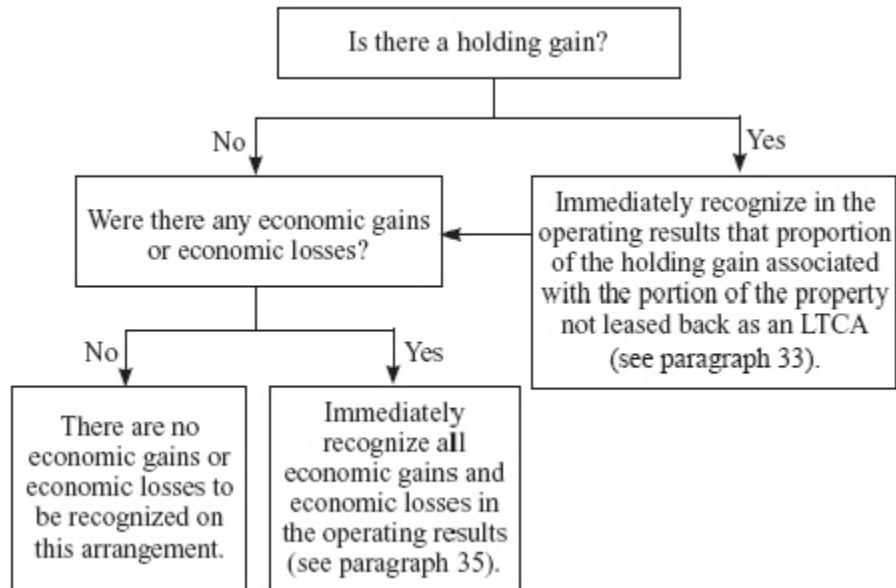 Is there a holding gain?
No
Yes
Were there any economic gains
or economic losses?
Immediately recognize in the
operating results that proportion
of the holding gain associated
with the portion of the property
not leased back as an LTCA
(see paragraph 33).
No
Yes
There are no
economic gains or
economic losses to
be recognized on
this arrangement.
Immediately
recognize all
economic gains and
economic losses in
the operating results
(see paragraph 35).